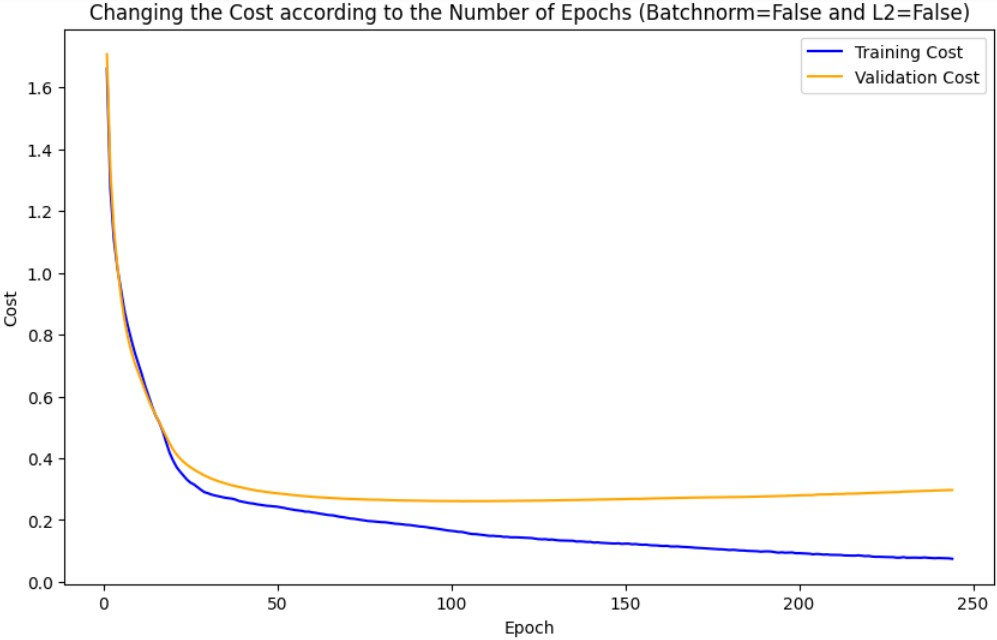 Changing the Cost according to the Number of Epochs (Batchnorm=False and L2=False)
Training Cost
Validation Cost
1.6
1.4
1.2
1.0
0.8
0.6
0.4
0.2
0.0
Cost
0 50 100 150 200 250
Epoch